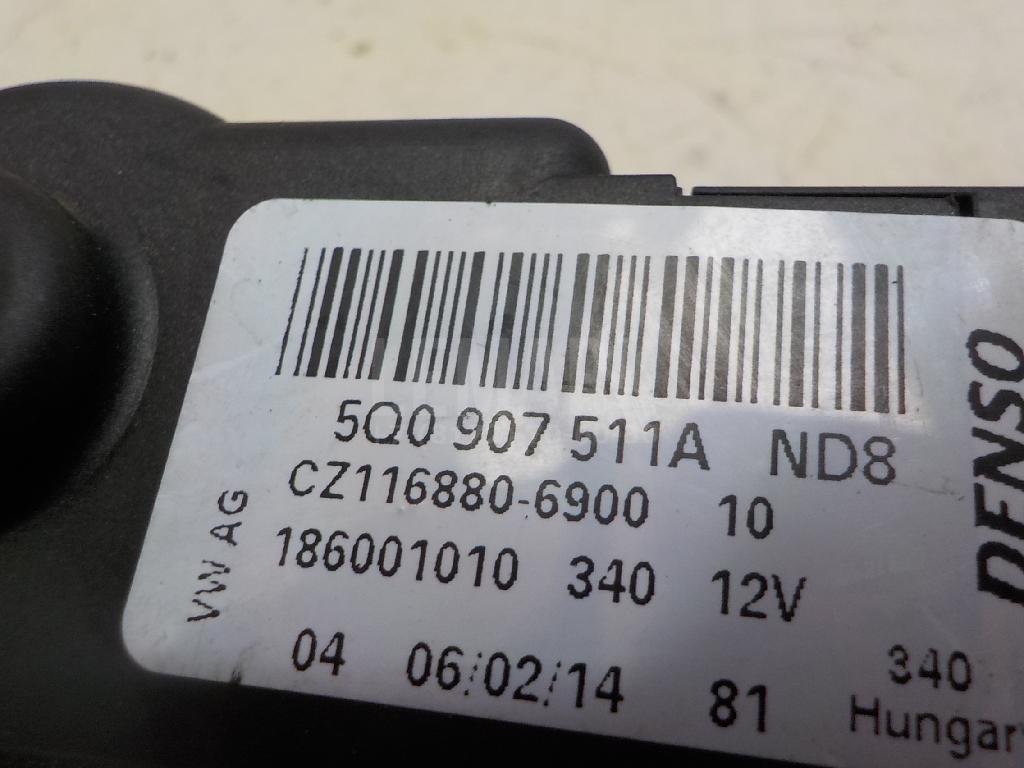 5Q0 907 511A ND8
CZ116880-6900 10
186001010 340 12V
04 06/02/14 81
340
VW AG
DENSO